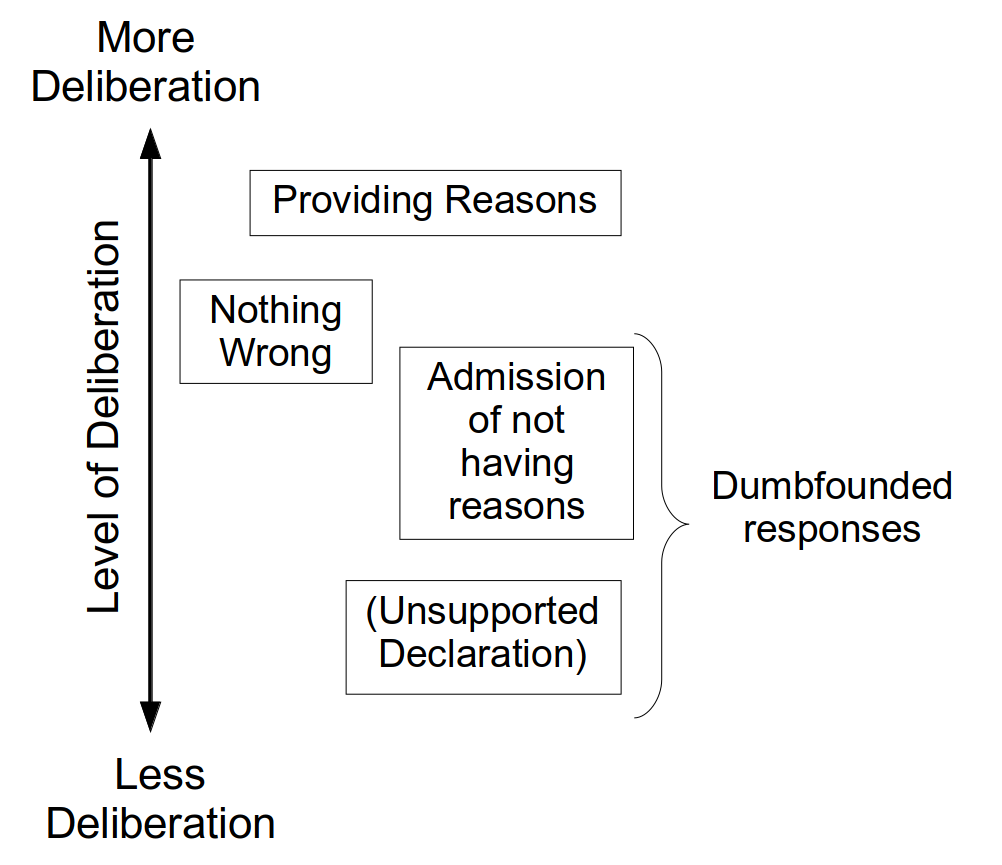 More
Deliberation
Level of Deliberation
Providing Reasons
Nothing
Wrong
Admission
of not
having
reasons
Dumbfounded
responses
(Unsupported
Declaration)
Less
Deliberation